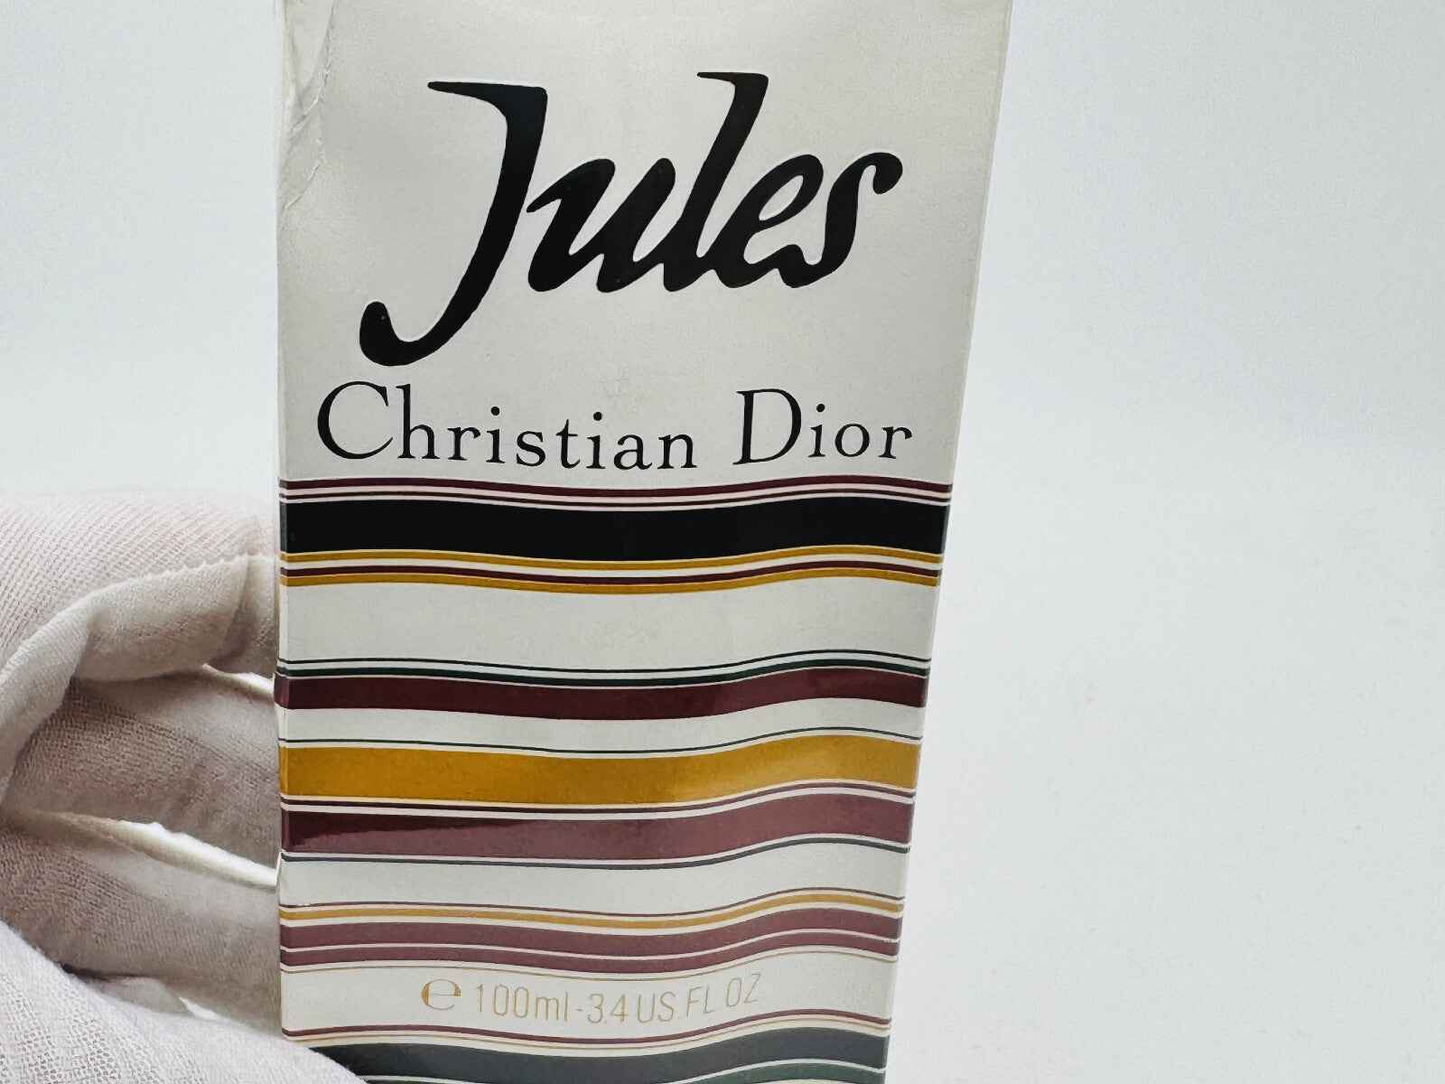 Jules
Christian Dior
℮ 100ml-3.4 US.FL OZ